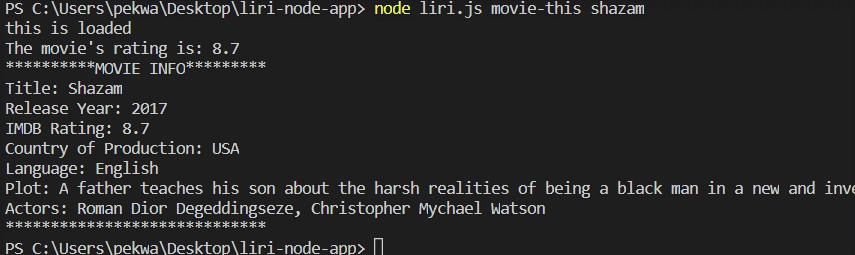 PS C:\Users\pekwa\Desktop\liri-node-app> node liri.js movie-this shazam
this is loaded
The movie's rating is: 8.7
**********MOVIE INFO*********
Title: Shazam
Release Year: 2017
IMDB Rating: 8.7
Country of Production: USA
Language: English
Plot: A father teaches his son about the harsh realities of being a black man in a new and inve
Actors: Roman Dior Degeddingseze, Christopher Mychael Watson
*****************************
PS C:\Users\pekwa\Desktop\liri-node-app>